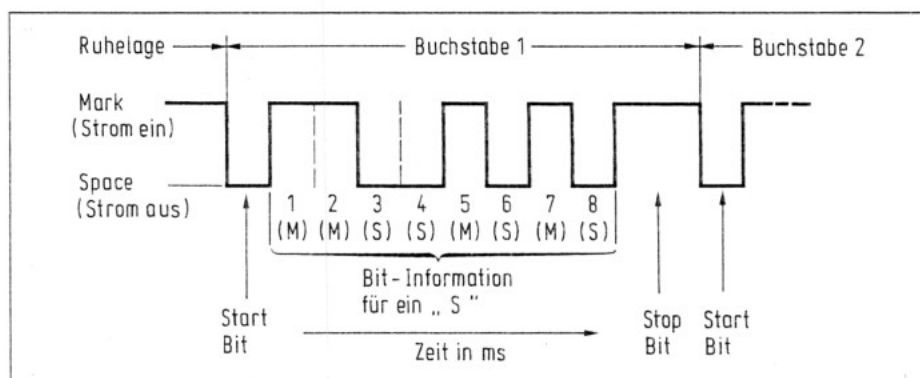 Ruhelage Buchstabe 1 Buchstabe 2
Mark
(Strom ein)
Space
(Strom aus)
1 2 3 4 5 6 7 8
(M) (M) (S) (S) (M) (S) (M) (S)
Bit-Information
für ein „ S "
Start
Bit
Zeit in ms
Stop
Bit
Start
Bit